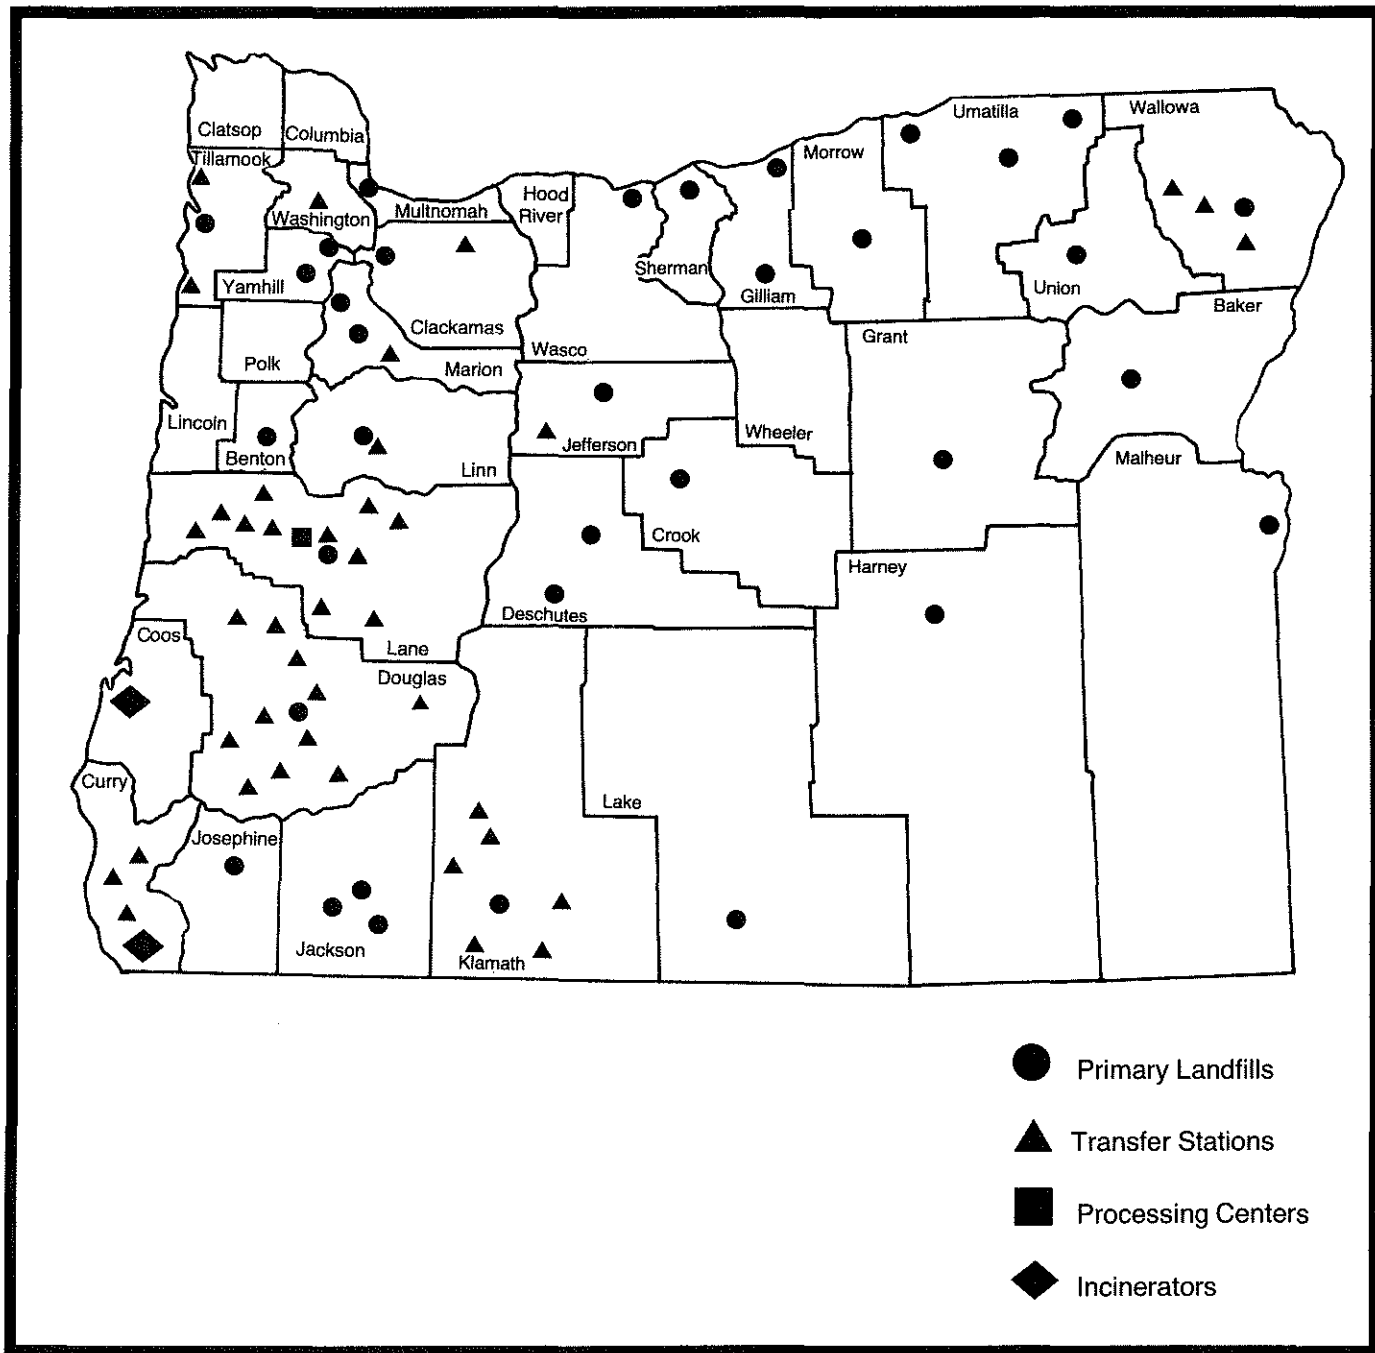 Clatsop
Columbia
Tillamook
Washington
Multnomah
Hood
River
Morrow
Umatilla
Wallowa
Yamhill
Clackamas
Sherman
Gilliam
Union
Baker
Polk
Marion
Wasco
Grant
Lincoln
Benton
Linn
Jefferson
Wheeler
Malheur
Crook
Harney
Lane
Deschutes
Coos
Douglas
Curry
Josephine
Jackson
Klamath
Lake
Primary Landfills
Transfer Stations
Processing Centers
Incinerators